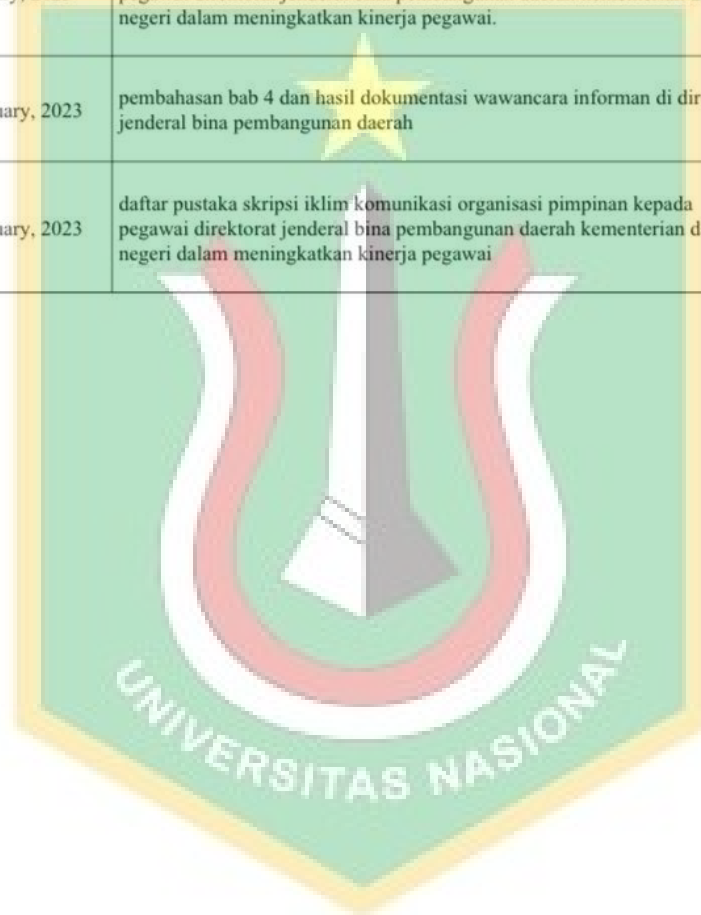 negeri dalam meningkatkan kinerja pegawai.
pembahasan bab 4 dan hasil dokumentasi wawancara informan di dir
uary, 2023 jenderal bina pembangunan daerah
daftar pustaka skripsi iklim komunikasi organisasi pimpinan kepada
uary, 2023 pegawai direktorat jenderal bina pembangunan daerah kementerian d
negeri dalam meningkatkan kinerja pegawai
UNIVERSITAS NASIONAL